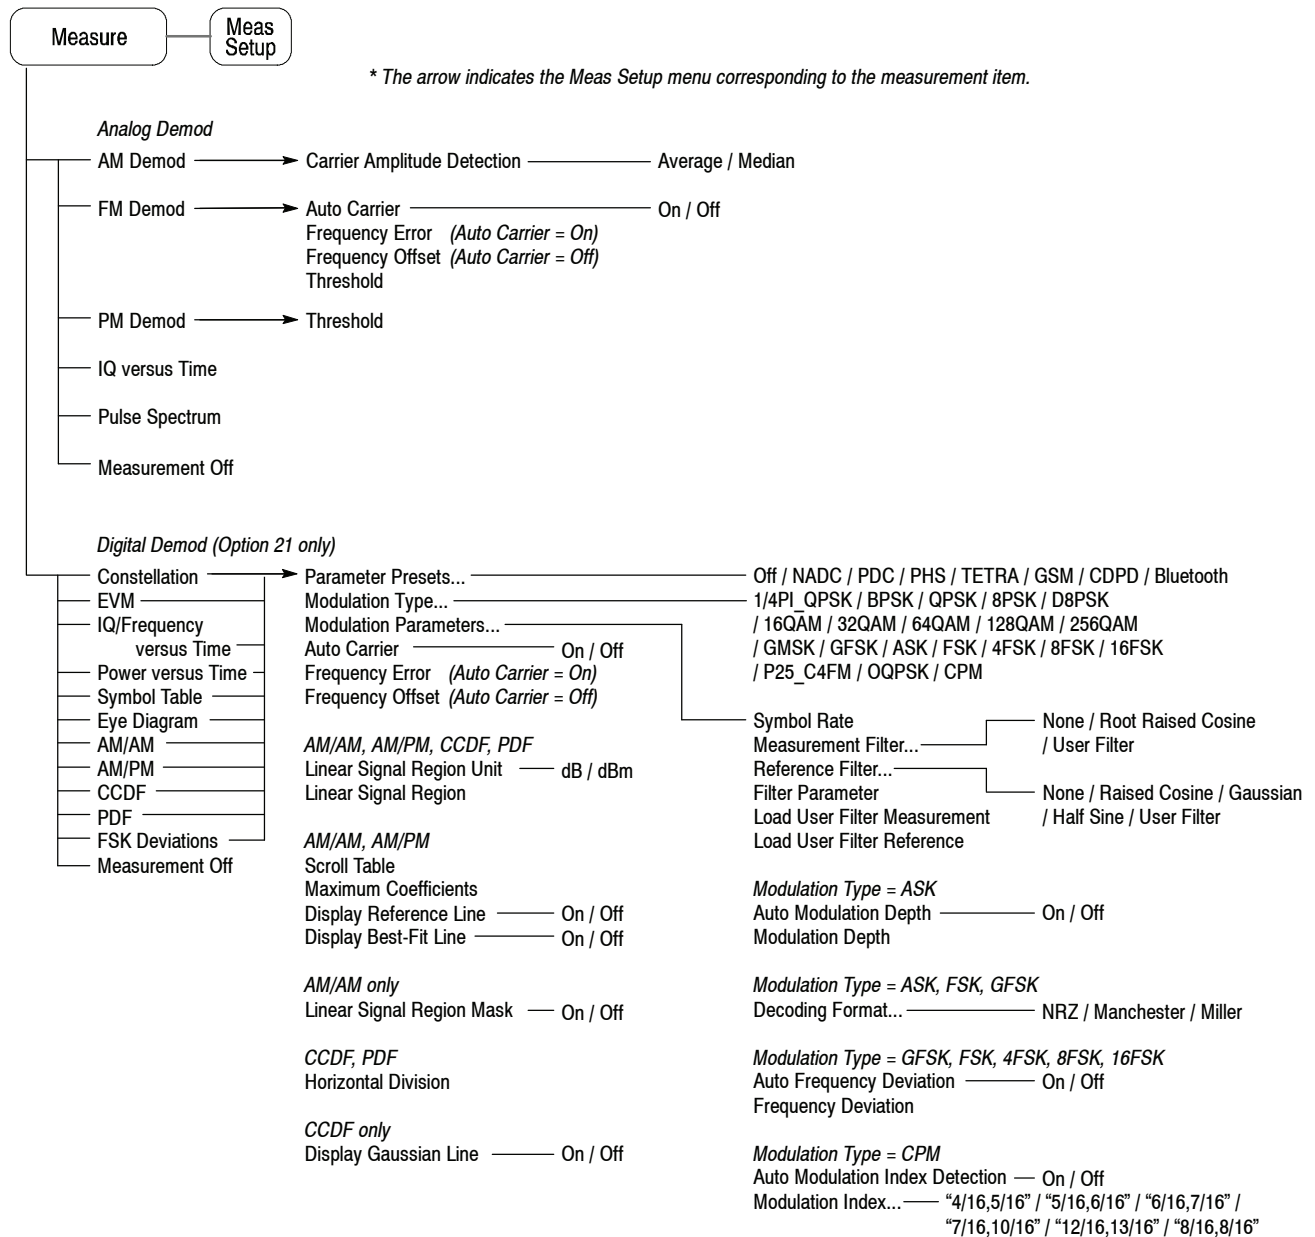 Measure
Meas
Setup
* The arrow indicates the Meas Setup menu corresponding to the measurement item.
Analog Demod
AM Demod Carrier Amplitude Detection Average / Median
FM Demod Auto Carrier On / Off
Frequency Error (Auto Carrier = On)
Frequency Offset (Auto Carrier = Off)
Threshold
PM Demod Threshold
IQ versus Time
Pulse Spectrum
Measurement Off
Digital Demod (Option 21 only)
Constellation
EVM
IQ/Frequency
versus Time
Power versus Time
Symbol Table
Eye Diagram
AM/AM
AM/PM
CCDF
PDF
FSK Deviations
Measurement Off
Parameter Presets...
Modulation Type...
Modulation Parameters...
Auto Carrier On / Off
Frequency Error (Auto Carrier = On)
Frequency Offset (Auto Carrier = Off)
AM/AM, AM/PM, CCDF, PDF
Linear Signal Region Unit dB / dBm
Linear Signal Region
AM/AM, AM/PM
Scroll Table
Maximum Coefficients
Display Reference Line On / Off
Display Best-Fit Line On / Off
AM/AM only
Linear Signal Region Mask On / Off
CCDF, PDF
Horizontal Division
CCDF only
Display Gaussian Line On / Off
Off / NADC / PDC / PHS / TETRA / GSM / CDPD / Bluetooth
1/4PI_QPSK / BPSK / QPSK / 8PSK / D8PSK
/ 16QAM / 32QAM / 64QAM / 128QAM / 256QAM
/ GMSK / GFSK / ASK / FSK / 4FSK / 8FSK / 16FSK
/ P25_C4FM / OQPSK / CPM
Symbol Rate
Measurement Filter...
Reference Filter...
Filter Parameter
Load User Filter Measurement
Load User Filter Reference
None / Root Raised Cosine
/ User Filter
None / Raised Cosine / Gaussian
/ Half Sine / User Filter
Modulation Type = ASK
Auto Modulation Depth On / Off
Modulation Depth
Modulation Type = ASK, FSK, GFSK
Decoding Format... NRZ / Manchester / Miller
Modulation Type = GFSK, FSK, 4FSK, 8FSK, 16FSK
Auto Frequency Deviation On / Off
Frequency Deviation
Modulation Type = CPM
Auto Modulation Index Detection On / Off
Modulation Index... “4/16,5/16” / “5/16,6/16” / “6/16,7/16” /
“7/16,10/16” / “12/16,13/16” / “8/16,8/16”